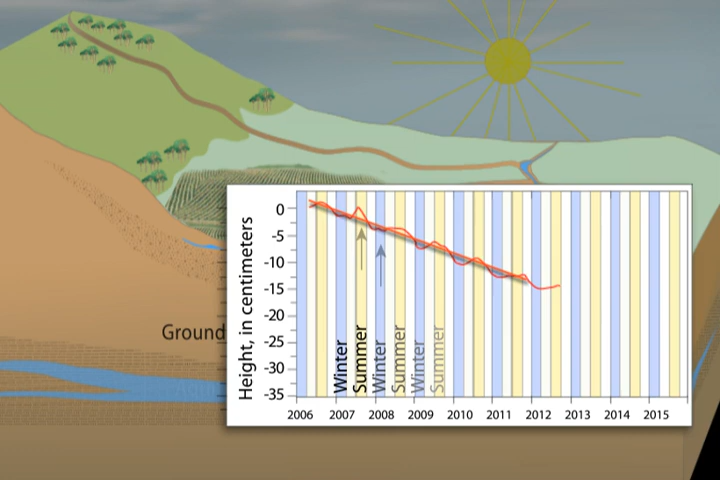 Ground
Height, in centimeters
0
-5
-10
-15
-20
-25
-30
-35
Winter
Summer
Winter
Summer
Winter
Summer
2006 2007 2008 2009 2010 2011 2012 2013 2014 2015